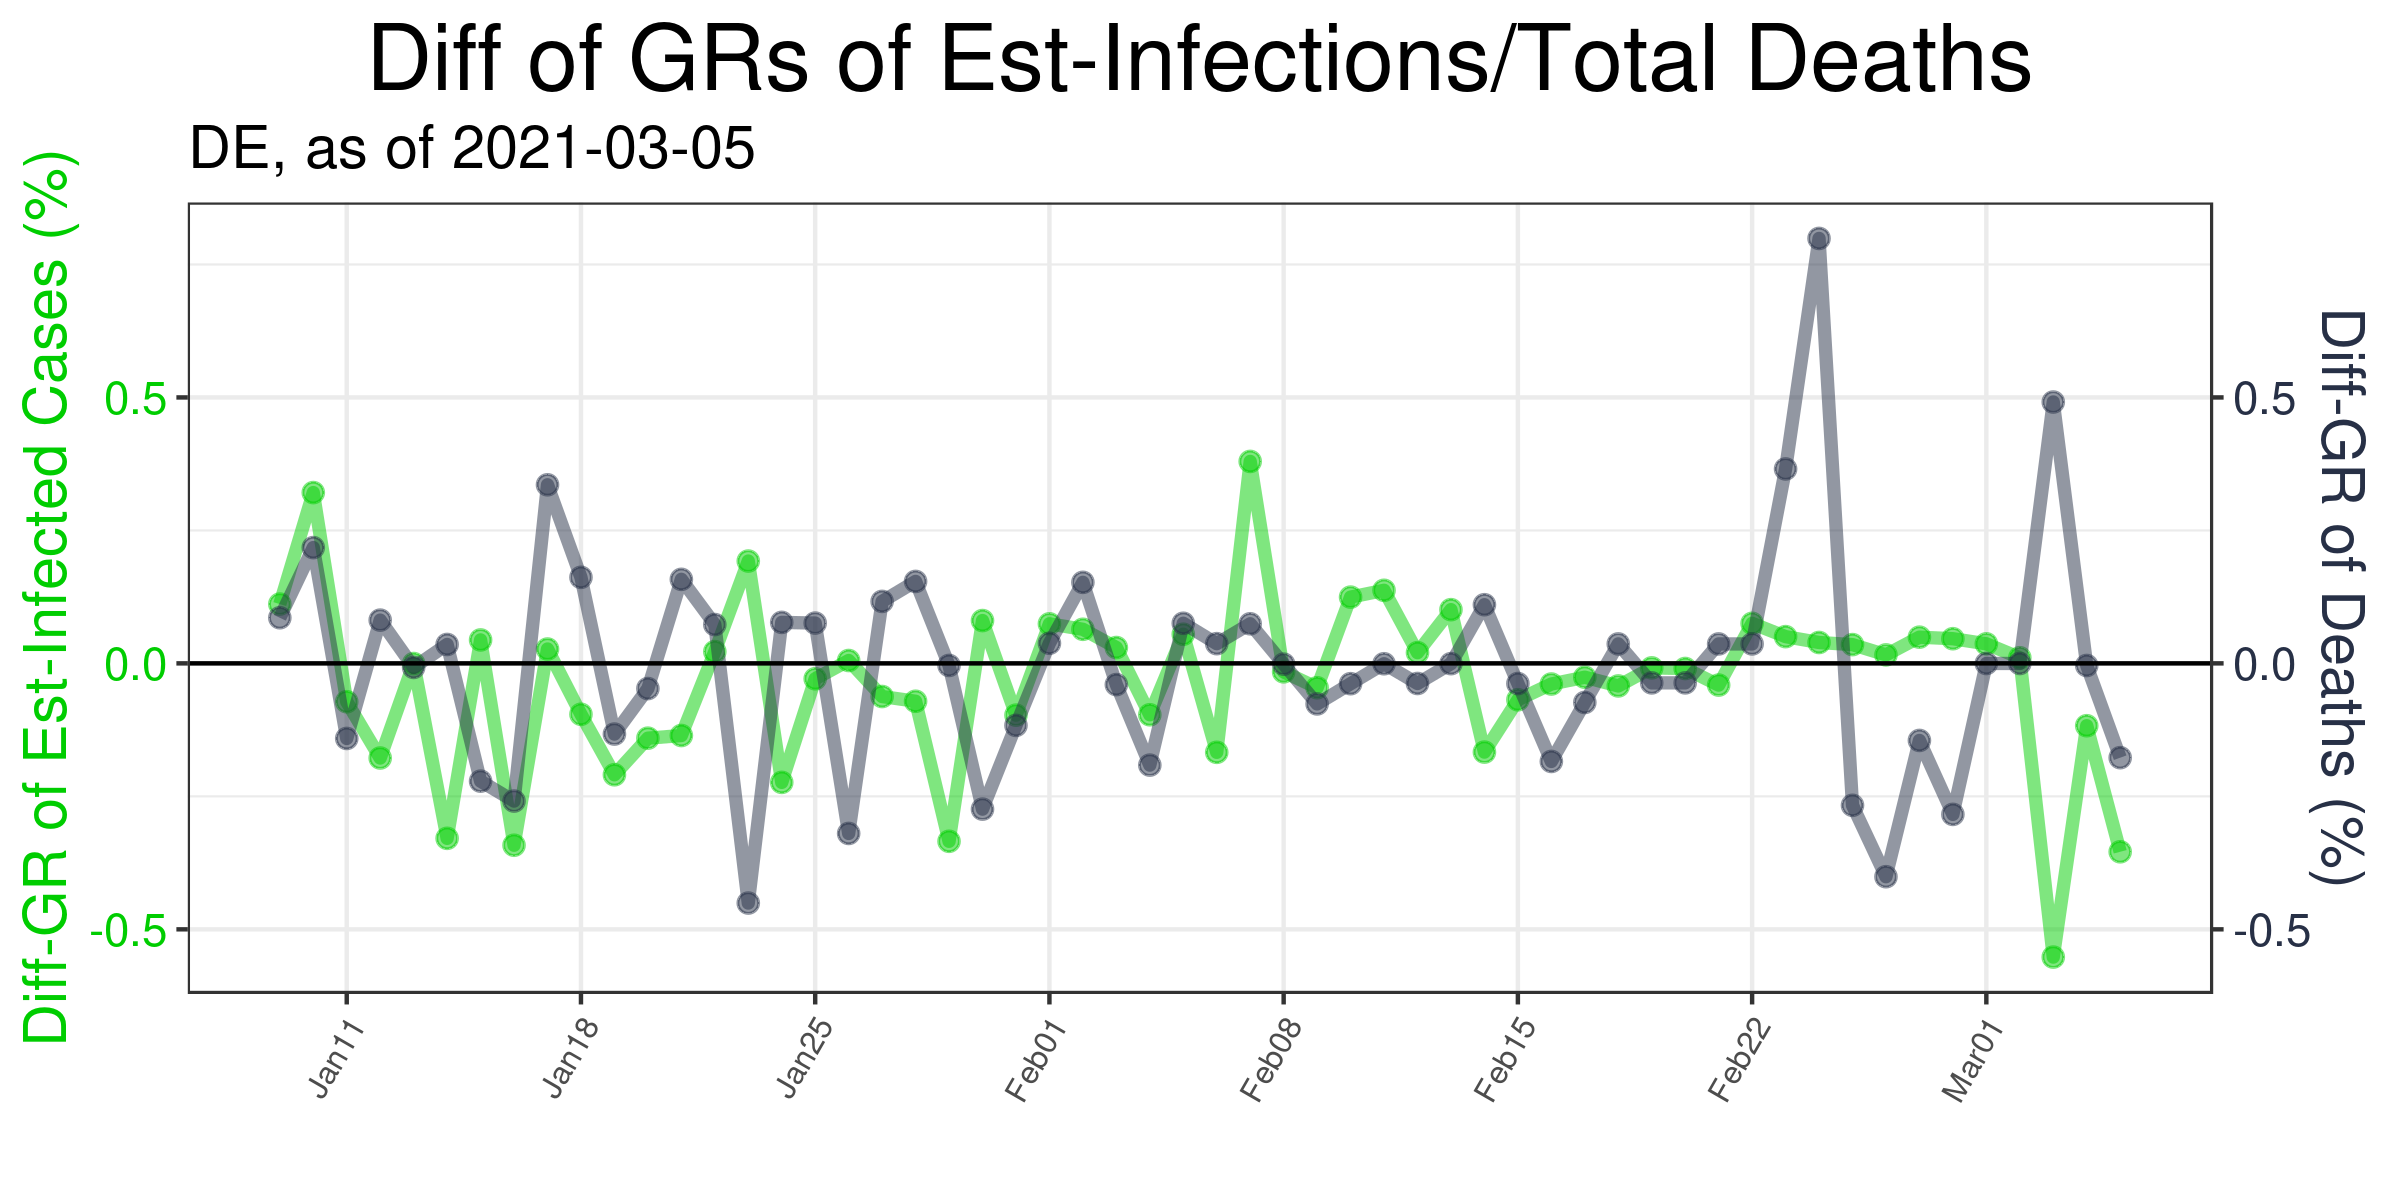 Diff of GRs of Est-Infections/Total Deaths
DE, as of 2021-03-05
Diff-GR of Est-Infected Cases (%)
0.5
0.0
-0.5
0.5
0.0
-0.5
Diff-GR of Deaths (%)
Jan11
Jan18
Jan25
Feb01
Feb08
Feb15
Feb22
Mar01